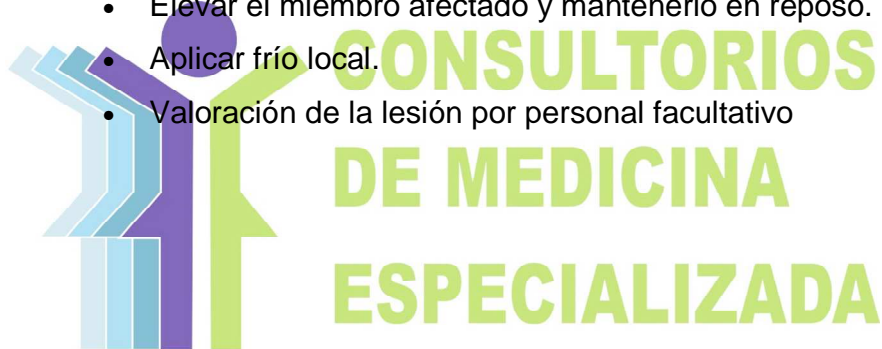 • Elevar el miembro afectado y mantenerlo en reposo.
• Aplicar frío local.
• Valoración de la lesión por personal facultativo
CONSULTORIOS
DE MEDICINA
ESPECIALIZADA